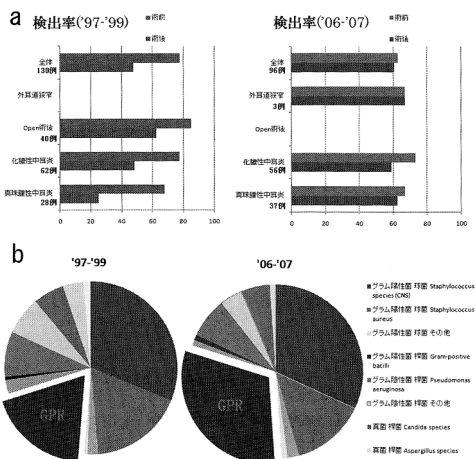 a
検出率('97-'99)
■術前
■術後
全体
130例
外耳道狭窄
Open術後
40例
化膿性中耳炎
62例
真珠腫性中耳炎
28例
0 20 40 60 80 100
検出率('06-'07)
■術前
■術後
全体
96例
外耳道狭窄
3例
Open術後
化膿性中耳炎
56例
真珠腫性中耳炎
37例
0 20 40 60 80 100
b
'97-'99
GPR
'06-'07
GPR
グラム陽性菌 球菌 Staphylococcus
species (CNS)
グラム陽性菌 球菌 Staphylococcus
aureus
グラム陽性菌 球菌 その他
グラム陽性菌 桿菌 Gram-positive
bacilli
グラム陰性菌 桿菌 Pseudomonas
aeruginosa
グラム陰性菌 桿菌 その他
真菌 桿菌 Candida species
真菌 桿菌 Aspergillus species